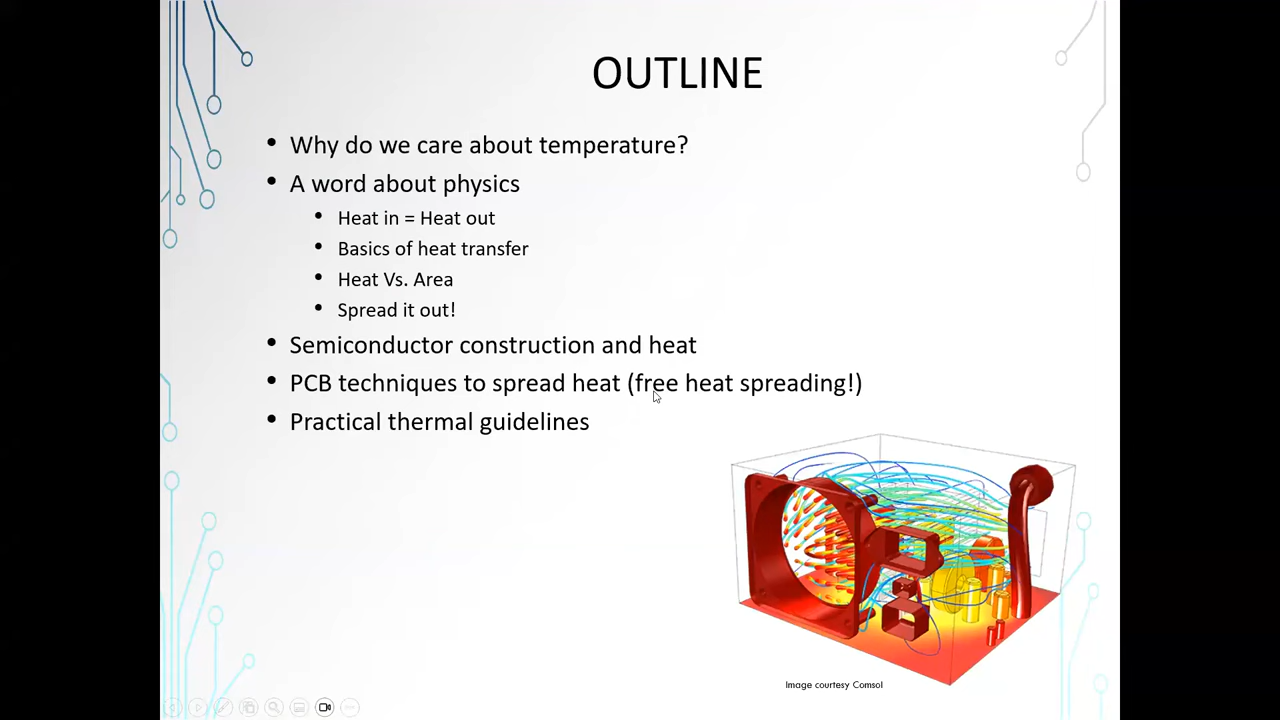 OUTLINE
• Why do we care about temperature?
• A word about physics
• Heat in = Heat out
• Basics of heat transfer
• Heat Vs. Area
• Spread it out!
• Semiconductor construction and heat
• PCB techniques to spread heat (free heat spreading!)
• Practical thermal guidelines
Image courtesy Comsol